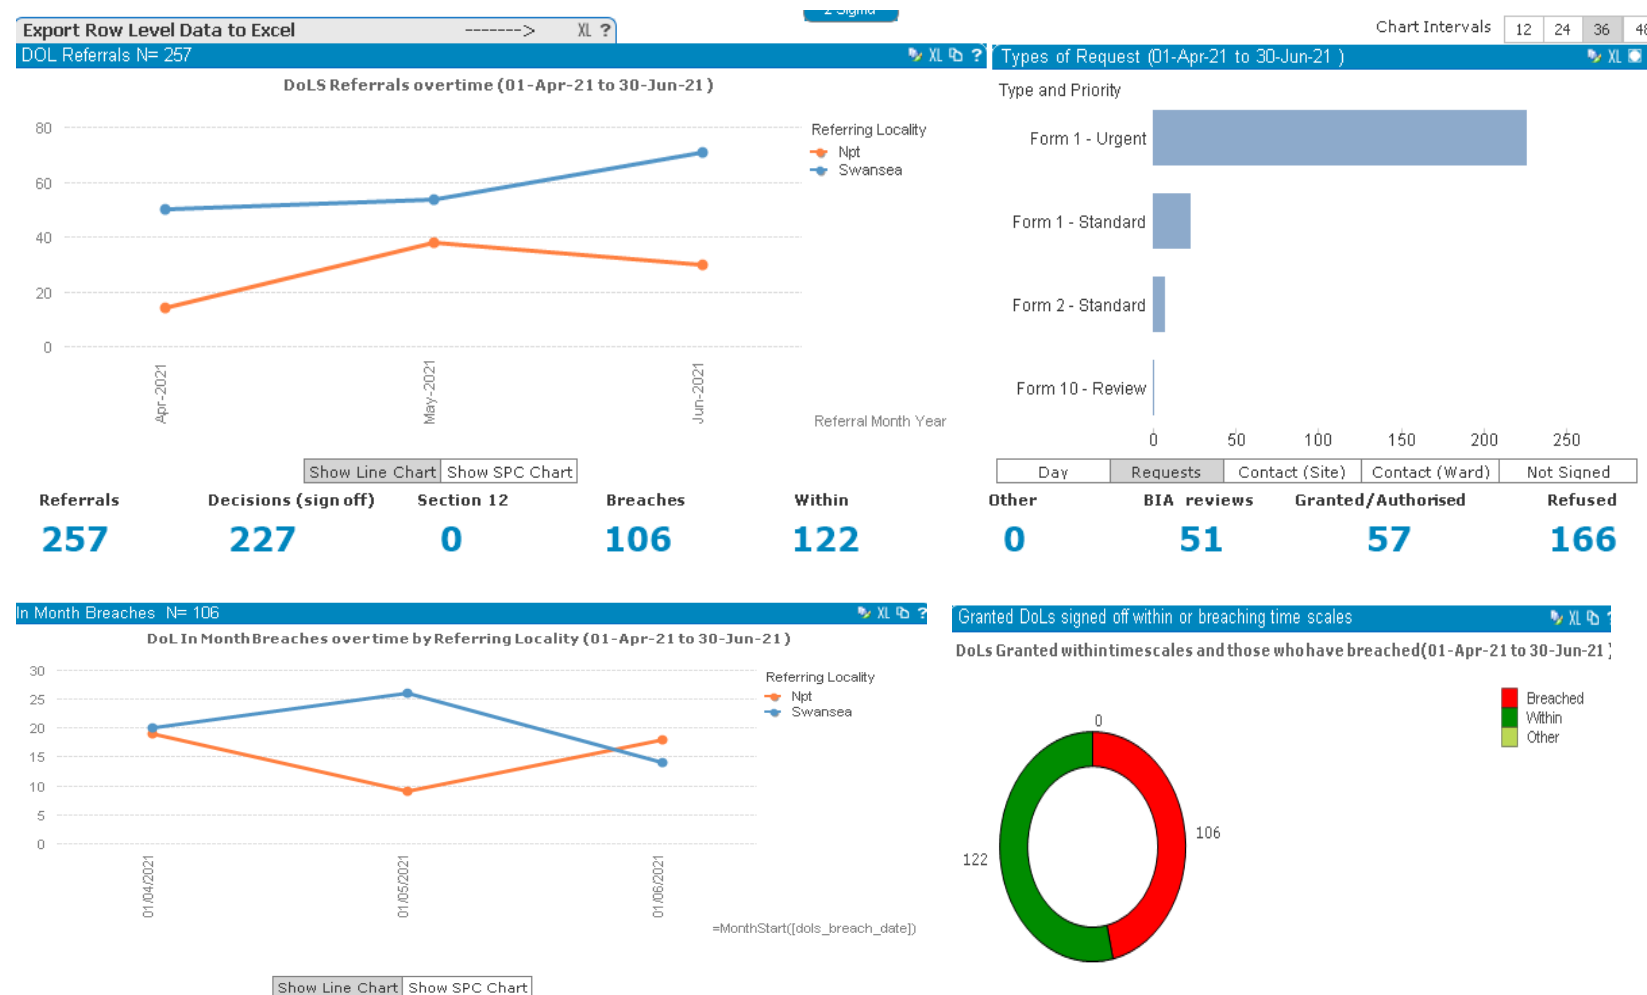 2 Sigma
Export Row Level Data to Excel -------> XL ?
Chart Intervals 12 24 36 48
DOL Referrals N= 257 XL ?
DoLS Referrals overtime (01-Apr-21 to 30-Jun-21 )
80
60
40
20
0
Referring Locality
Npt
Swansea
Apr-2021
May-2021
Jun-2021
Referral Month Year
Show Line Chart Show SPC Chart
Types of Request (01-Apr-21 to 30-Jun-21 ) XL
Type and Priority
Form 1 - Urgent
Form 1 - Standard
Form 2 - Standard
Form 10 - Review
0 50 100 150 200 250
Day Requests Contact (Site) Contact (Ward) Not Signed
Referrals Decisions (sign off) Section 12 Breaches Within Other BIA reviews Granted/Authorised Refused
257 227 0 106 122 0 51 57 166
In Month Breaches N= 106 XL ?
DoL In Month Breaches over time by Referring Locality (01-Apr-21 to 30-Jun-21 )
30
25
20
15
10
5
0
Referring Locality
Npt
Swansea
01/04/2021
01/05/2021
01/06/2021
=MonthStart([dols_breach_date])
Show Line Chart Show SPC Chart
Granted DoLs signed off within or breaching time scales XL ?
DoLs Granted within timescales and those who have breached(01-Apr-21 to 30-Jun-21 )
Breached
Within
Other
0
106
122